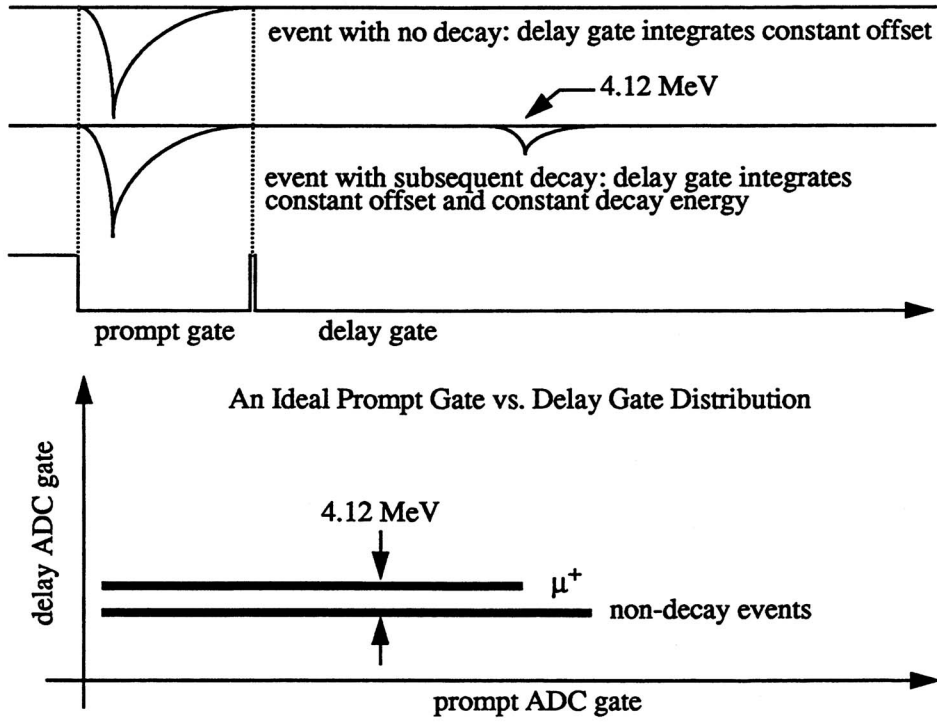 event with no decay: delay gate integrates constant offset
4.12 MeV
event with subsequent decay: delay gate integrates
constant offset and constant decay energy
prompt gate
delay gate
An Ideal Prompt Gate vs. Delay Gate Distribution
delay ADC gate
4.12 MeV
μ+
non-decay events
prompt ADC gate